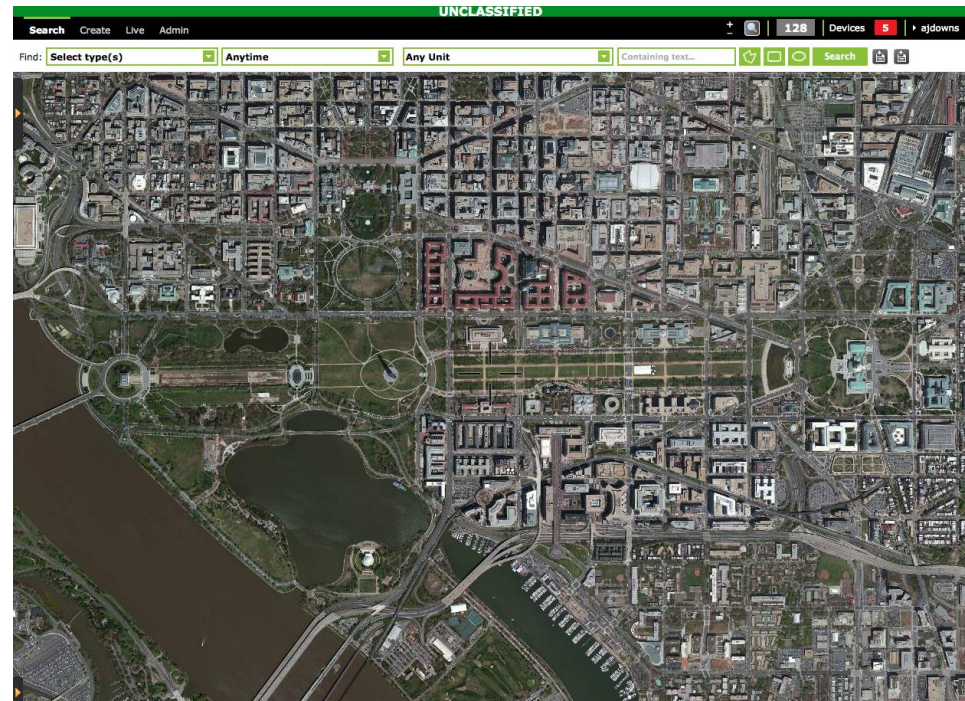 UNCLASSIFIED
Search Create Live Admin + - 128 Devices 5 ajdowns
Find: Select type(s) Anytime Any Unit Containing text... Search